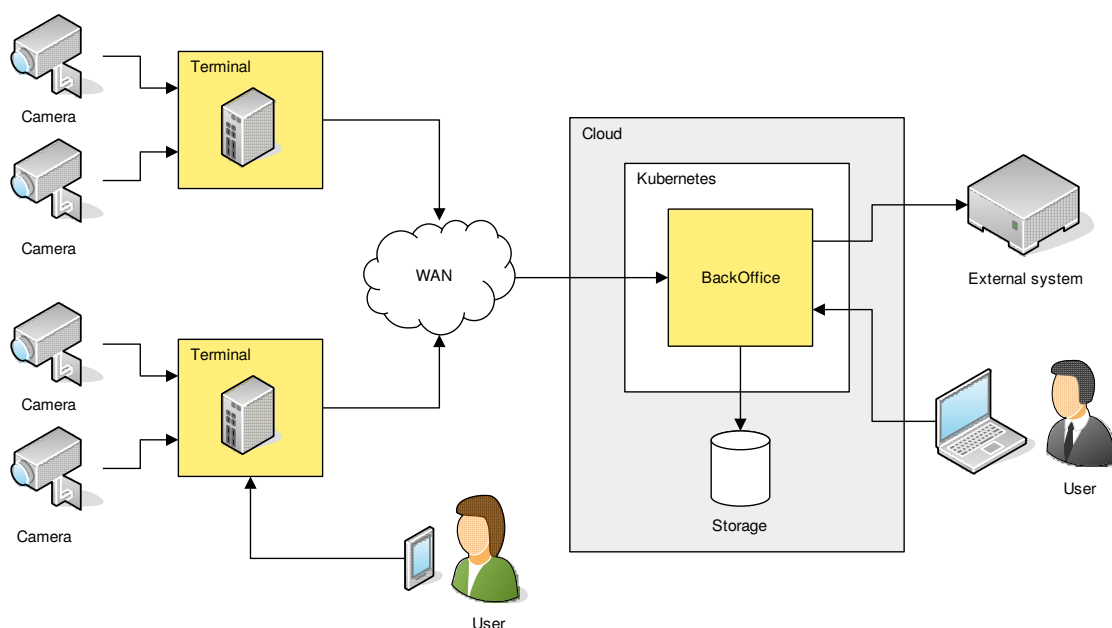 Camera
Camera
Terminal
Camera
Camera
Terminal
WAN
User
Cloud
Kubernetes
BackOffice
Storage
External system
User